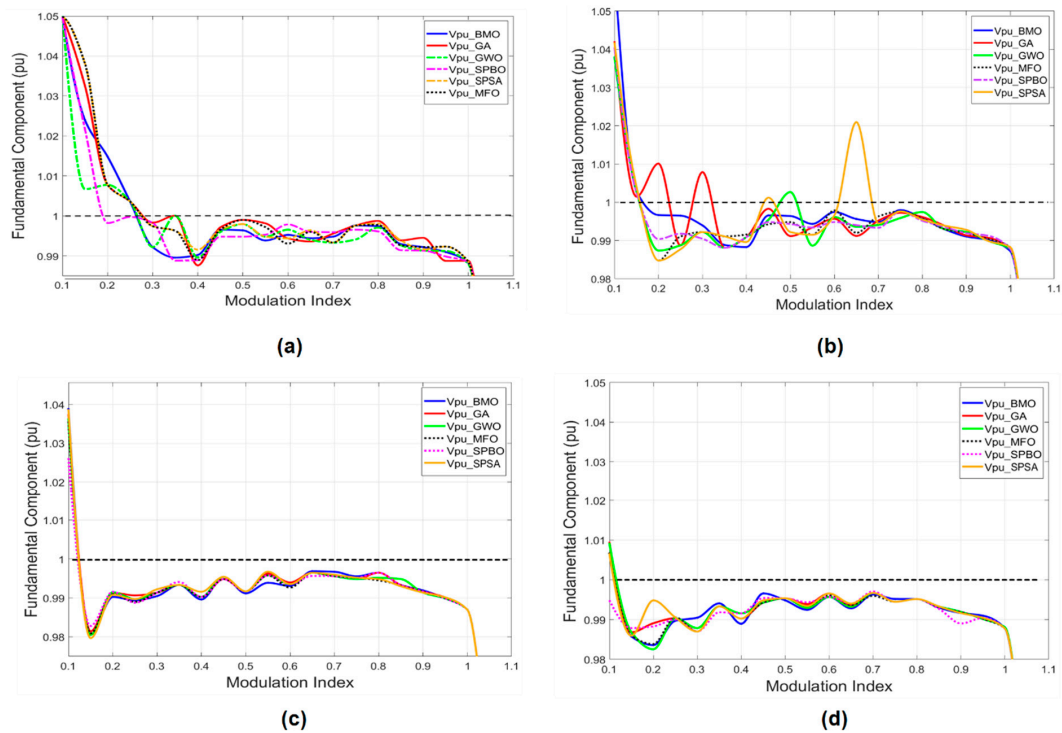 1.05
1.04
1.03
1.02
1.01
1
0.99
Fundamental Component (pu)
Vpu_BMO
Vpu_GA
Vpu_GWO
Vpu_SPBO
Vpu_SPSA
Vpu_MFO
0.1 0.2 0.3 0.4 0.5 0.6 0.7 0.8 0.9 1 1.1
Modulation Index
(a)
1.05
1.04
1.03
1.02
1.01
1
0.99
0.98
Fundamental Component (pu)
Vpu_BMO
Vpu_GA
Vpu_GWO
Vpu_MFO
Vpu_SPBO
Vpu_SPSA
0.1 0.2 0.3 0.4 0.5 0.6 0.7 0.8 0.9 1 1.1
Modulation Index
(b)
1.04
1.03
1.02
1.01
1
0.99
0.98
Fundamental Component (pu)
Vpu_BMO
Vpu_GA
Vpu_GWO
Vpu_MFO
Vpu_SPBO
Vpu_SPSA
0.1 0.2 0.3 0.4 0.5 0.6 0.7 0.8 0.9 1 1.1
Modulation Index
(c)
1.05
1.04
1.03
1.02
1.01
1
0.99
0.98
Fundamental Component (pu)
Vpu_BMO
Vpu_GA
Vpu_GWO
Vpu_MFO
Vpu_SPBO
Vpu_SPSA
0.1 0.2 0.3 0.4 0.5 0.6 0.7 0.8 0.9 1 1.1
Modulation Index
(d)